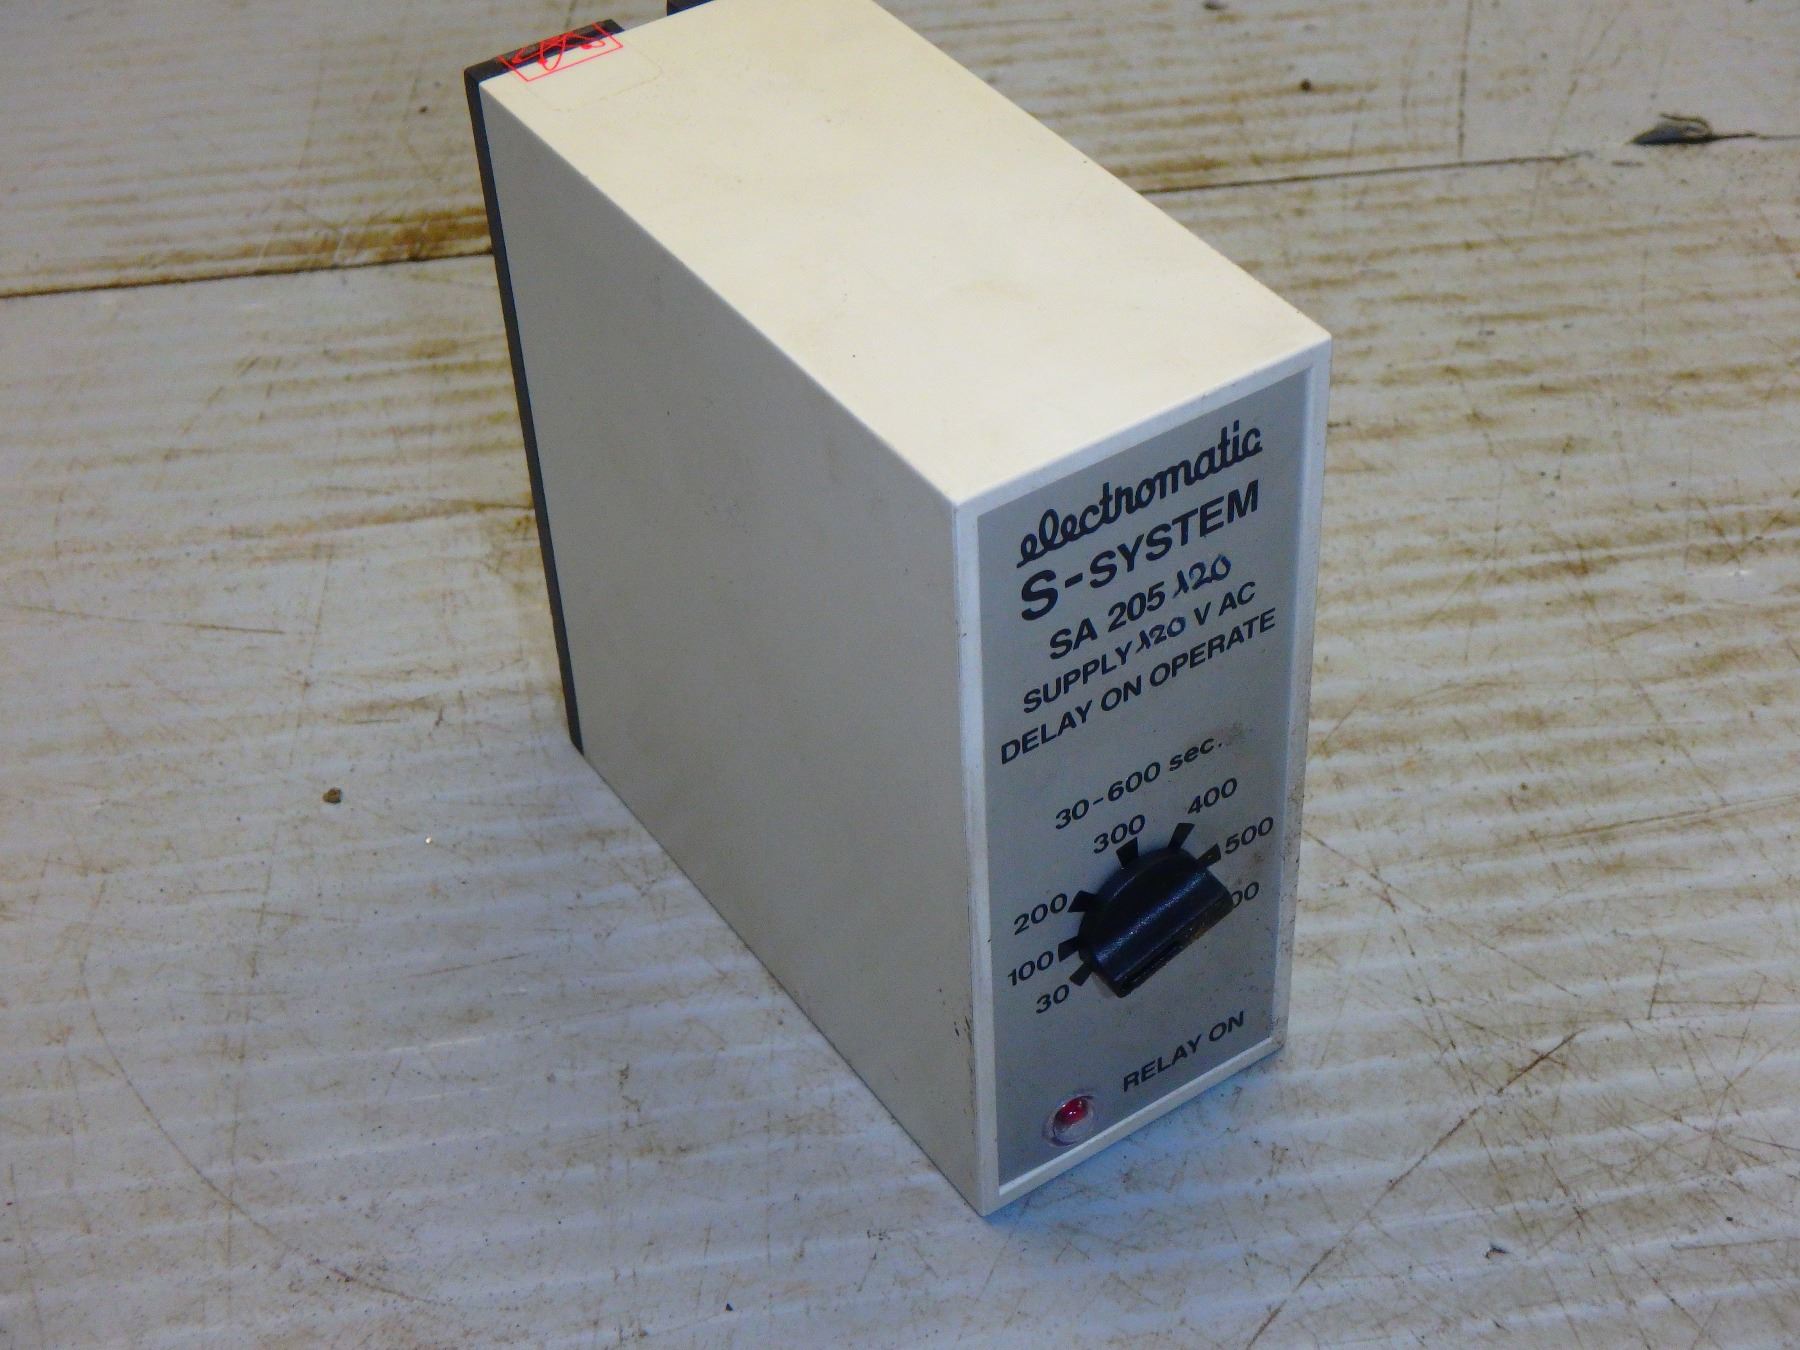 electromatic
S-SYSTEM
SA 205 120
SUPPLY 120 V AC
DELAY ON OPERATE
30-600 sec.
300 400
200 500
100
30
RELAY ON